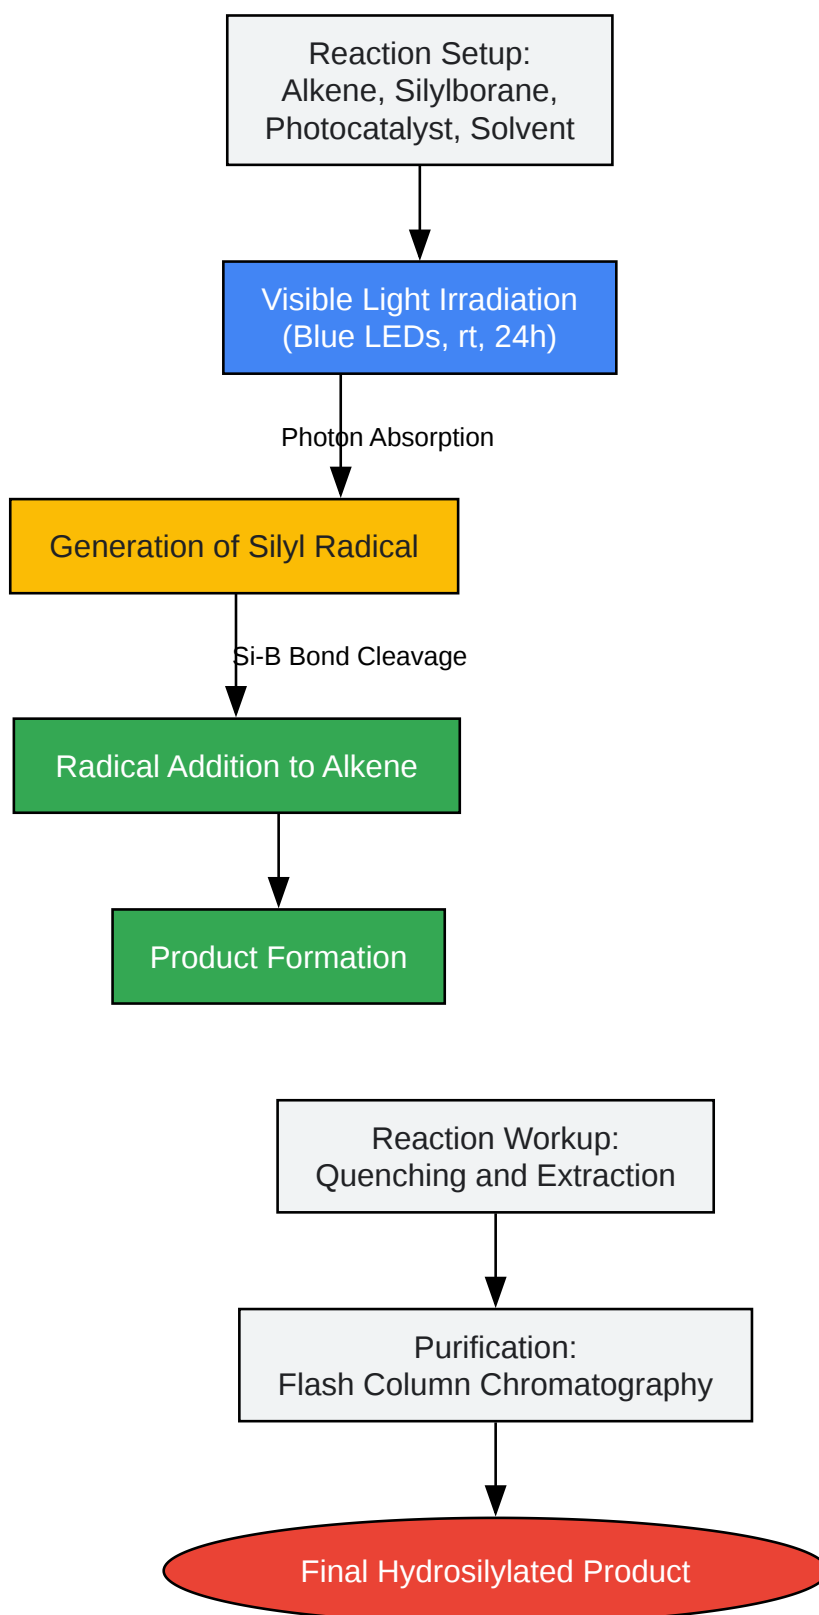 Reaction Setup:
Alkene, Silylborane,
Photocatalyst, Solvent
Visible Light Irradiation
(Blue LEDs, rt, 24h)
Photon Absorption
Generation of Silyl Radical
Si-B Bond Cleavage
Radical Addition to Alkene
Product Formation
Reaction Workup:
Quenching and Extraction
Purification:
Flash Column Chromatography
Final Hydrosilylated Product